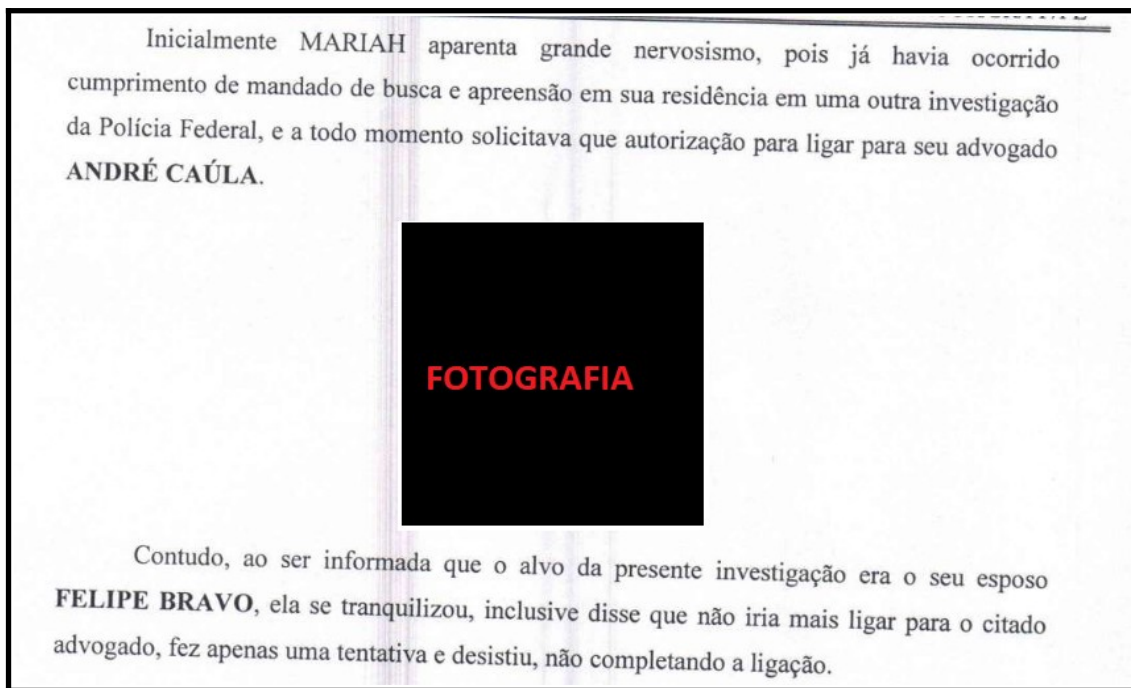 Inicialmente MARIAH aparenta grande nervosismo, pois já havia ocorrido
cumprimento de mandado de busca e apreensão em sua residência em uma outra investigação
da Polícia Federal, e a todo momento solicitava que autorização para ligar para seu advogado
ANDRÉ CAÚLA.
FOTOGRAFIA
Contudo, ao ser informada que o alvo da presente investigação era o seu esposo
FELIPE BRAVO, ela se tranquilizou, inclusive disse que não iria mais ligar para o citado
advogado, fez apenas uma tentativa e desistiu, não completando a ligação.